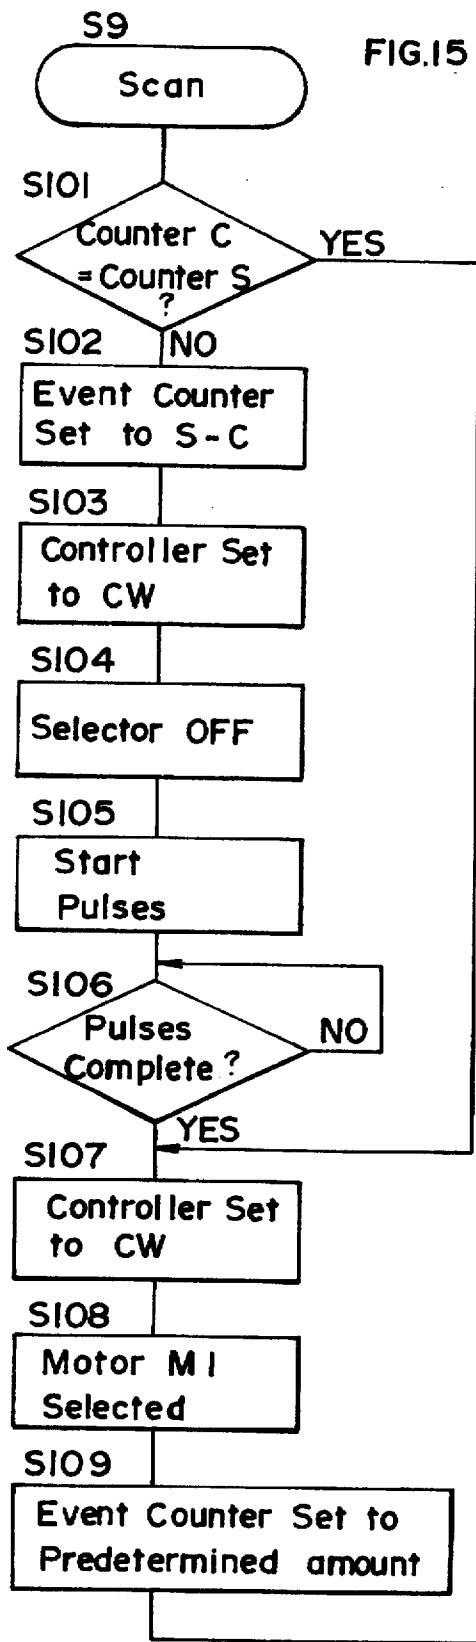 S9
FIG.15
Scan
S101
Counter C
= Counter S
?
YES
S102
NO
Event Counter
Set to S-C
S103
Controller Set
to CW
S104
Selector OFF
S105
Start
Pulses
S106
Pulses
Complete ?
NO
YES
S107
Controller Set
to CW
S108
Motor M1
Selected
S109
Event Counter Set to
Predetermined amount